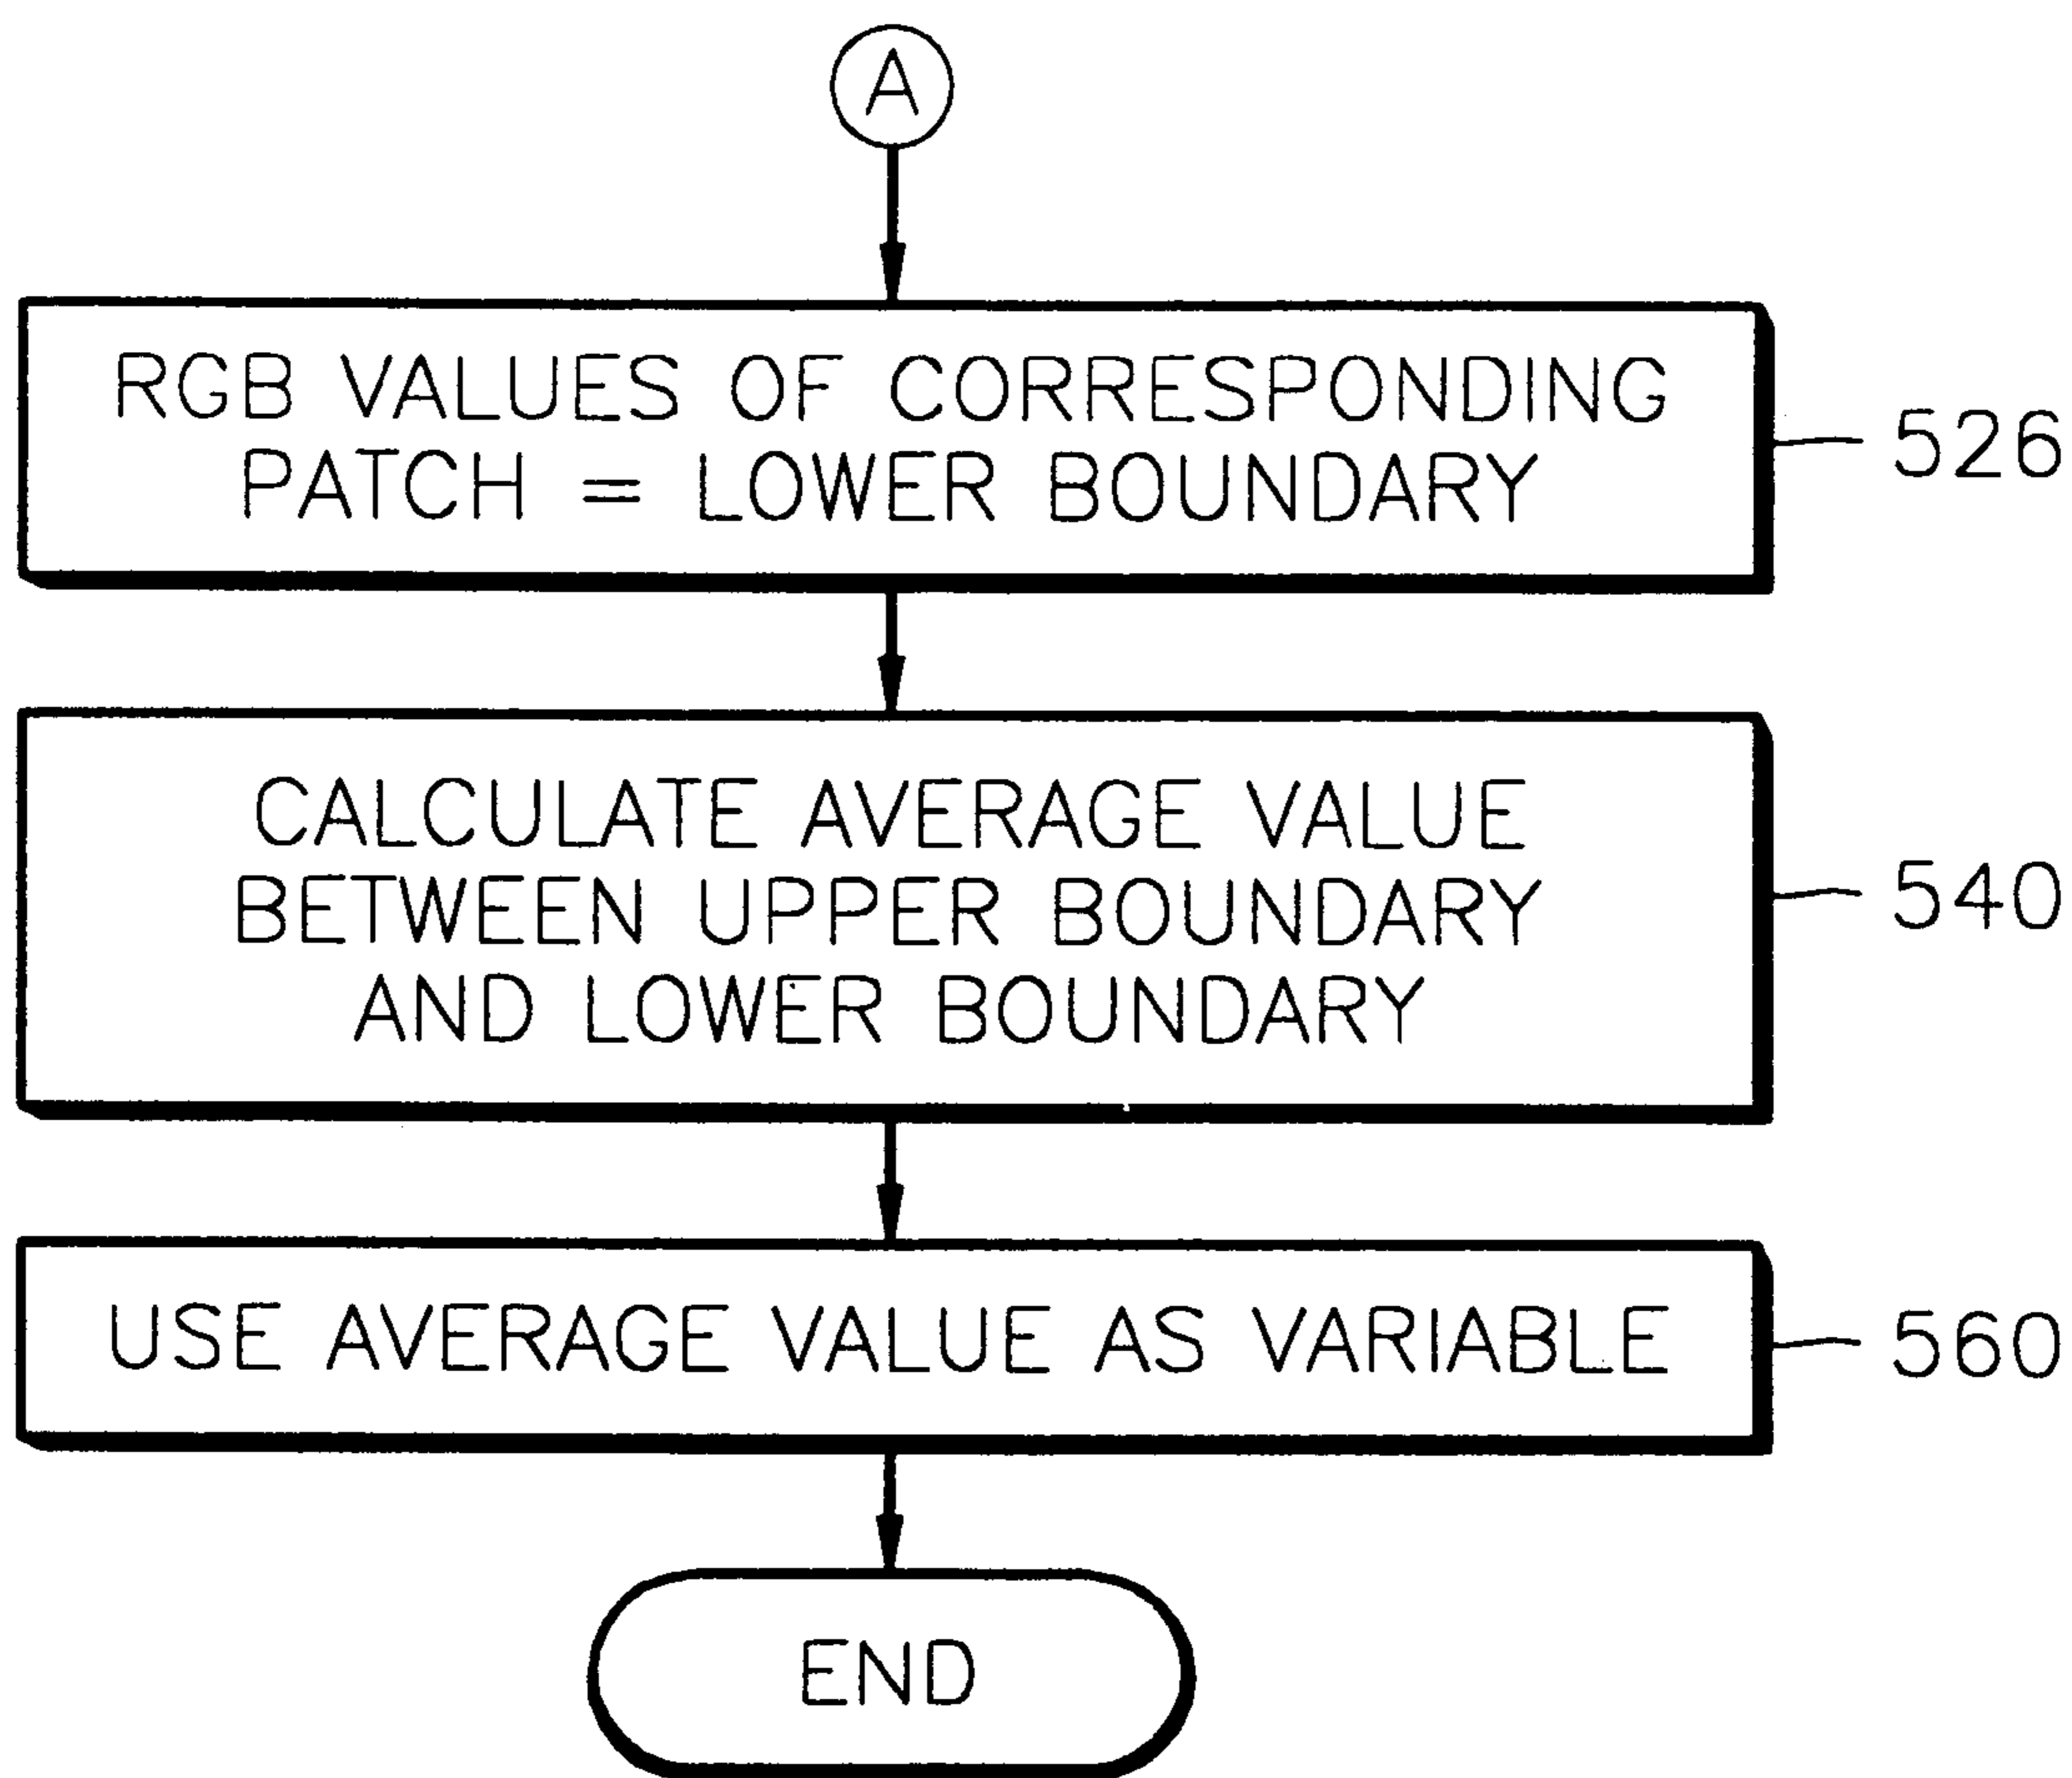 A
RGB VALUES OF CORRESPONDING
PATCH = LOWER BOUNDARY
526
CALCULATE AVERAGE VALUE
BETWEEN UPPER BOUNDARY
AND LOWER BOUNDARY
540
USE AVERAGE VALUE AS VARIABLE
560
END